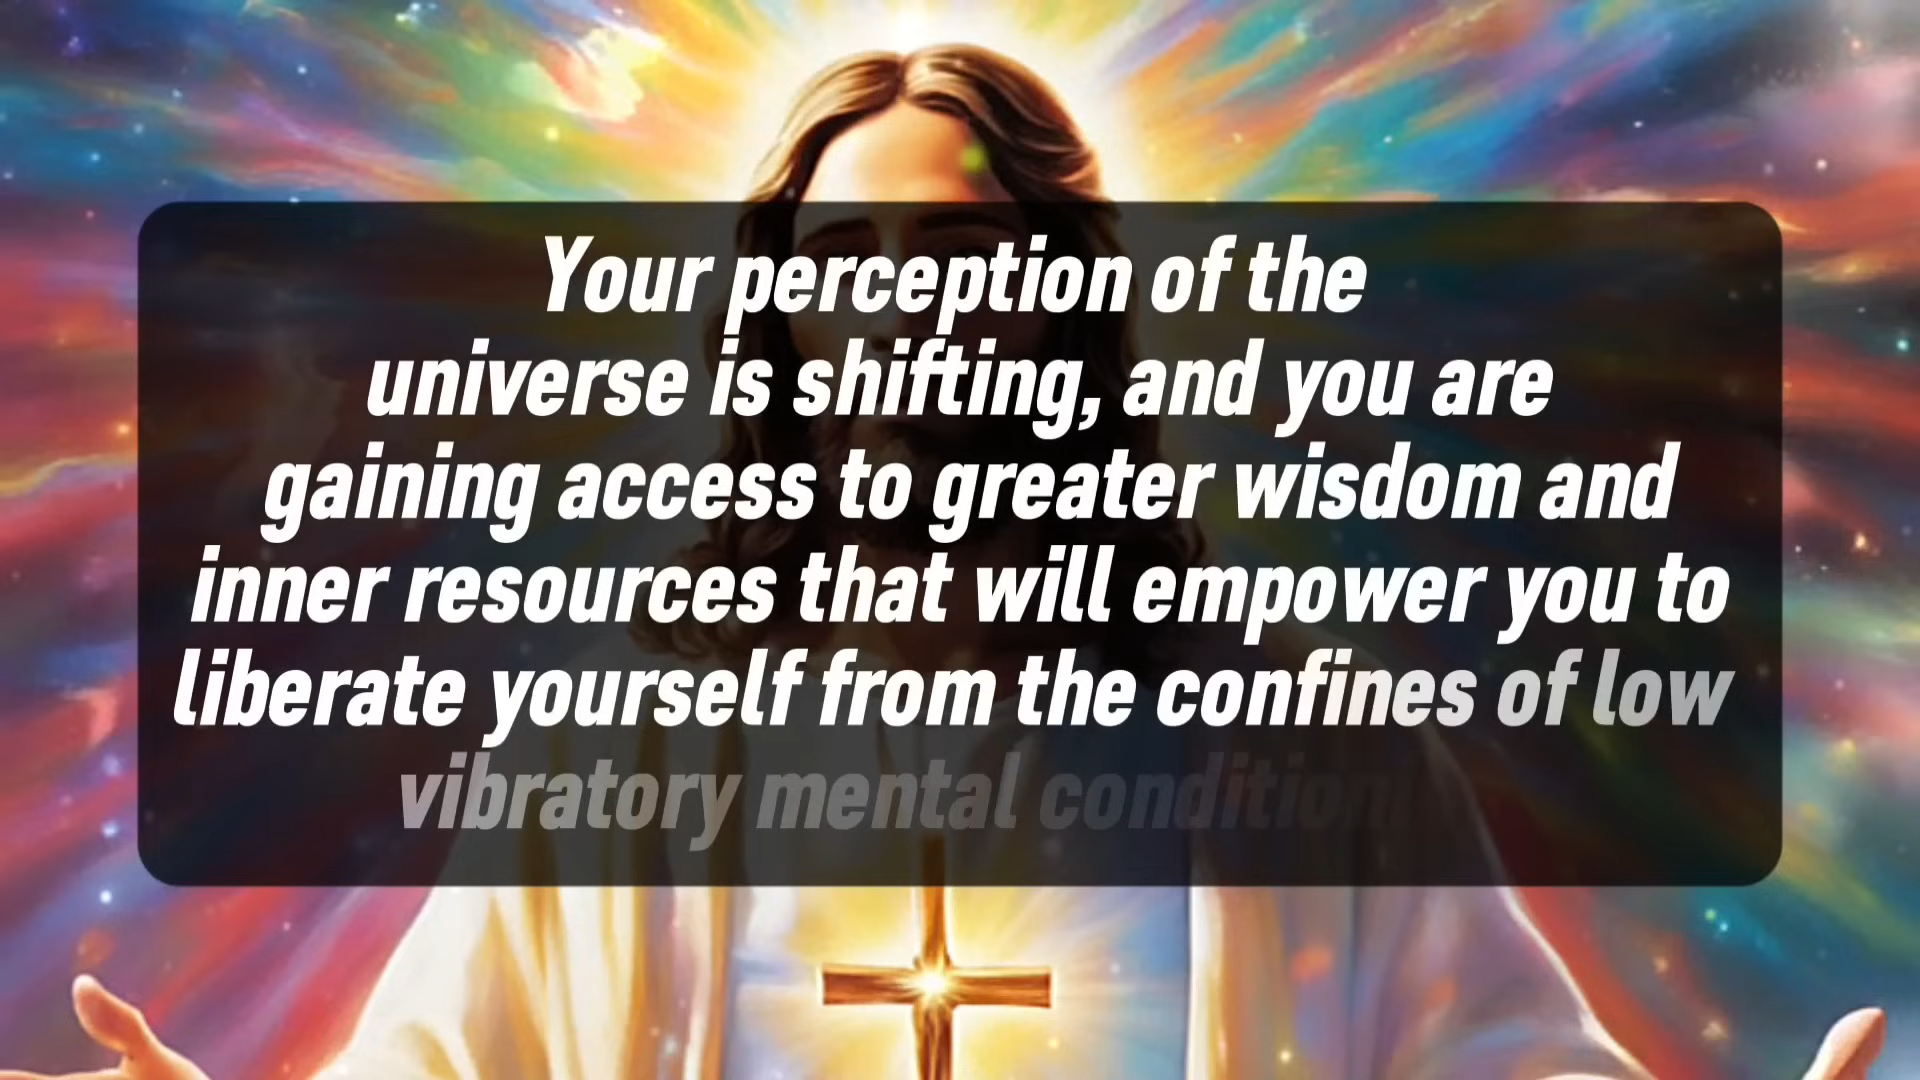 Your perception of the
universe is shifting, and you are
gaining access to greater wisdom and
inner resources that will empower you to
liberate yourself from the confines of low
vibratory mental condition